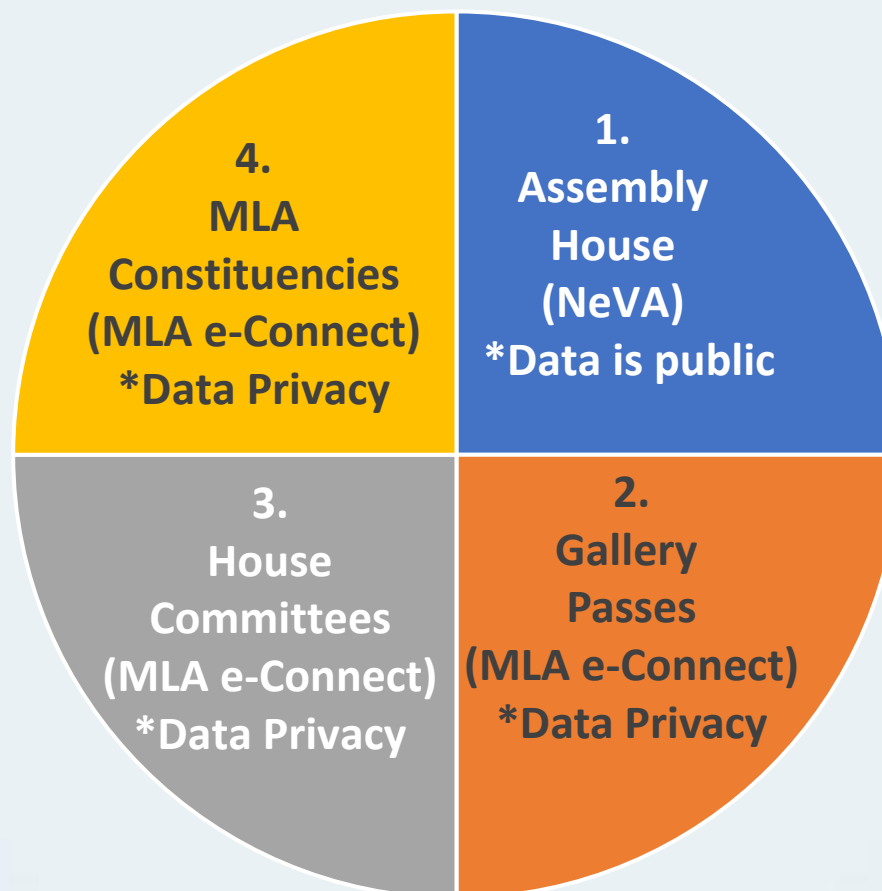 1.
Assembly
House
(NeVA)
*Data is public
2.
Gallery
Passes
(MLA e-Connect)
*Data Privacy
3.
House
Committees
(MLA e-Connect)
*Data Privacy
4.
MLA
Constituencies
(MLA e-Connect)
*Data Privacy